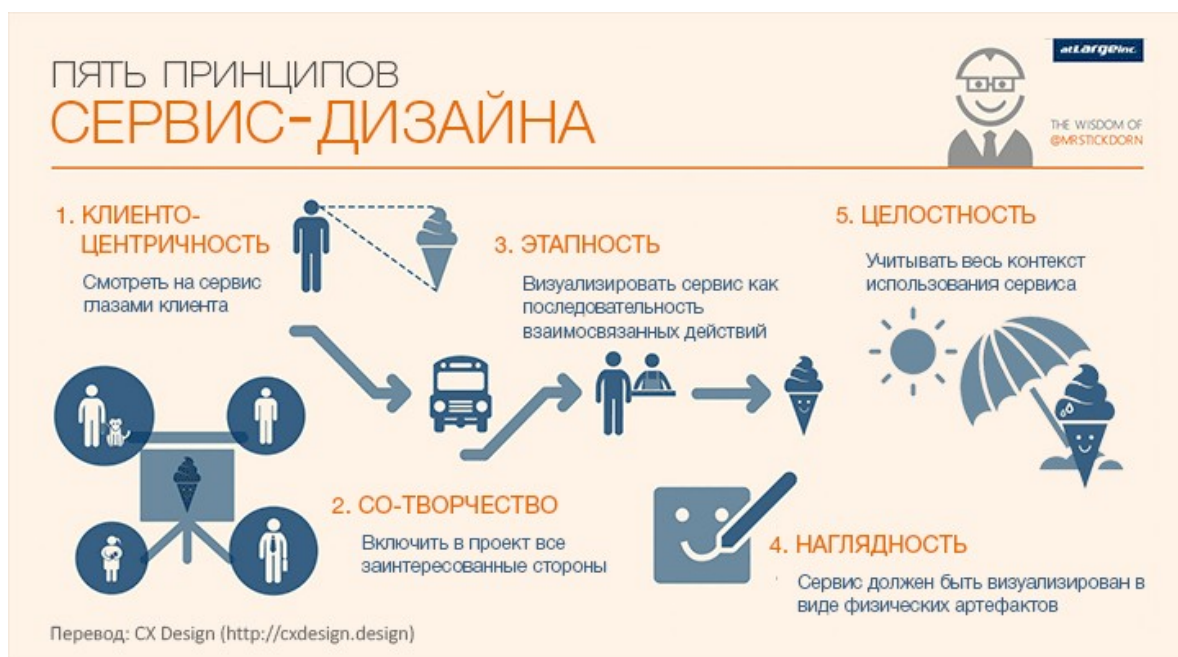 ПЯТЬ ПРИНЦИПОВ
СЕРВИС-ДИЗАЙНА
atLargeinc.
THE WISDOM OF
@MRSTICKDORN
1. КЛИЕНТО-
ЦЕНТРИЧНОСТЬ
Смотреть на сервис
глазами клиента
2. СО-ТВОРЧЕСТВО
Включить в проект все
заинтересованные стороны
3. ЭТАПНОСТЬ
Визуализировать сервис как
последовательность
взаимосвязанных действий
4. НАГЛЯДНОСТЬ
Сервис должен быть визуализирован в
виде физических артефактов
5. ЦЕЛОСТНОСТЬ
Учитывать весь контекст
использования сервиса
Перевод: CX Design (http://cxdesign.design)